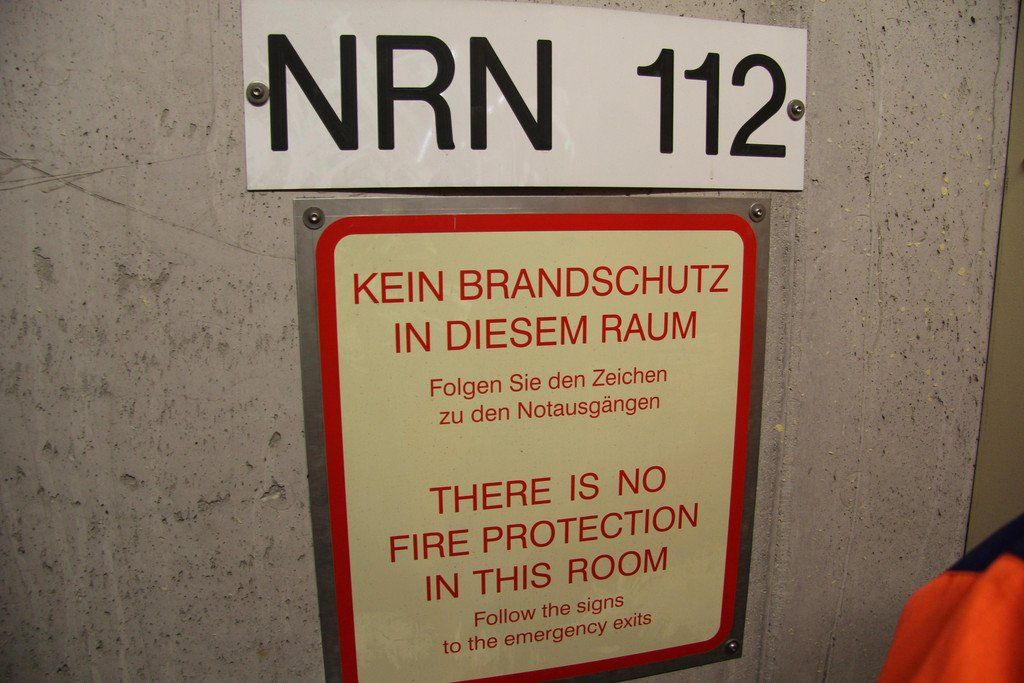 NRN 112
KEIN BRANDSCHUTZ
IN DIESEM RAUM
Folgen Sie den Zeichen
zu den Notausgängen
THERE IS NO
FIRE PROTECTION
IN THIS ROOM
Follow the signs
to the emergency exits